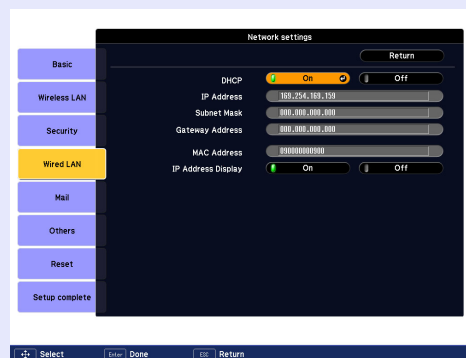 Network settings
Return
Basic
Wireless LAN
Security
Wired LAN
Mail
Others
Reset
Setup complete
DHCP On Off
IP Address 169.254.169.159
Subnet Mask 000.000.000.000
Gateway Address 000.000.000.000
MAC Address
IP Address Display On Off
Select Enter Done ESC Return